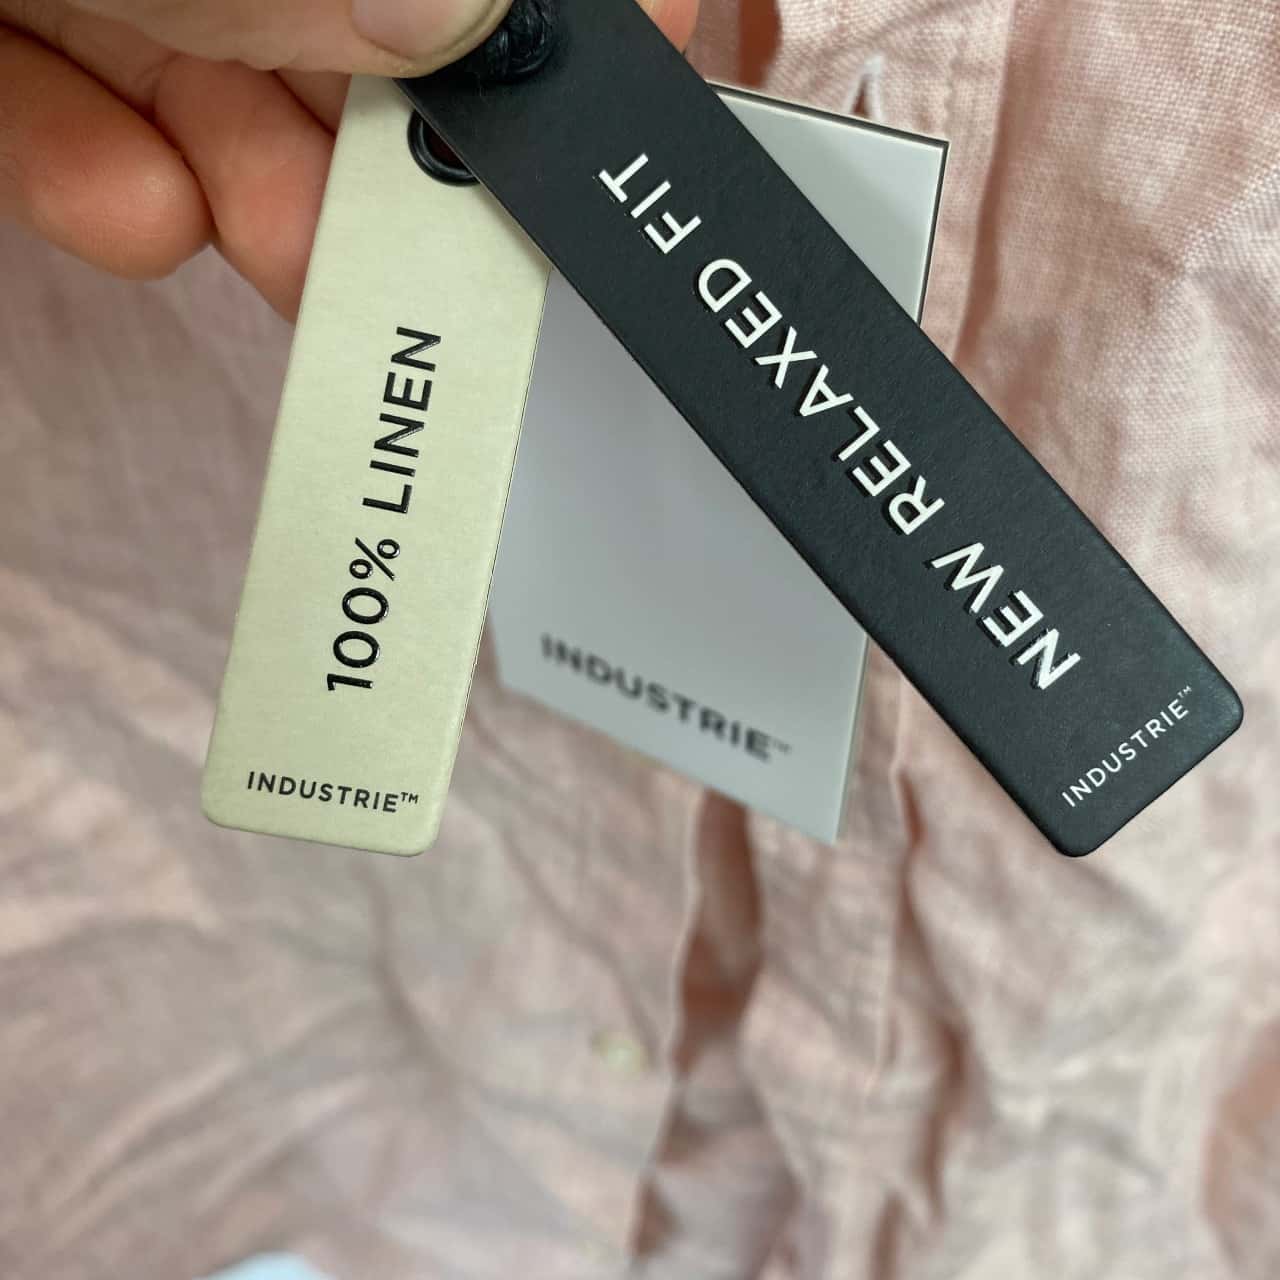 100% LINEN
INDUSTRIE™
INDUSTRIE™
NEW RELAXED FIT
INDUSTRIE™